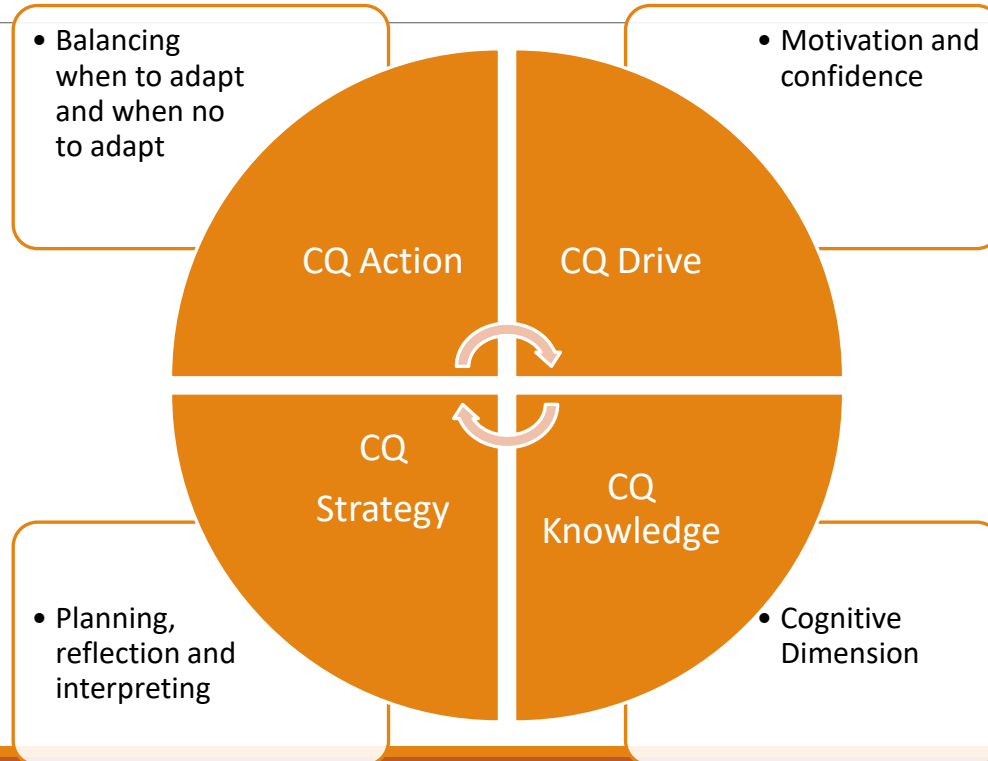 • Balancing
when to adapt
and when no
to adapt
• Motivation and
confidence
CQ Action
CQ Drive
CQ
Strategy
CQ
Knowledge
• Planning,
reflection and
interpreting
• Cognitive
Dimension